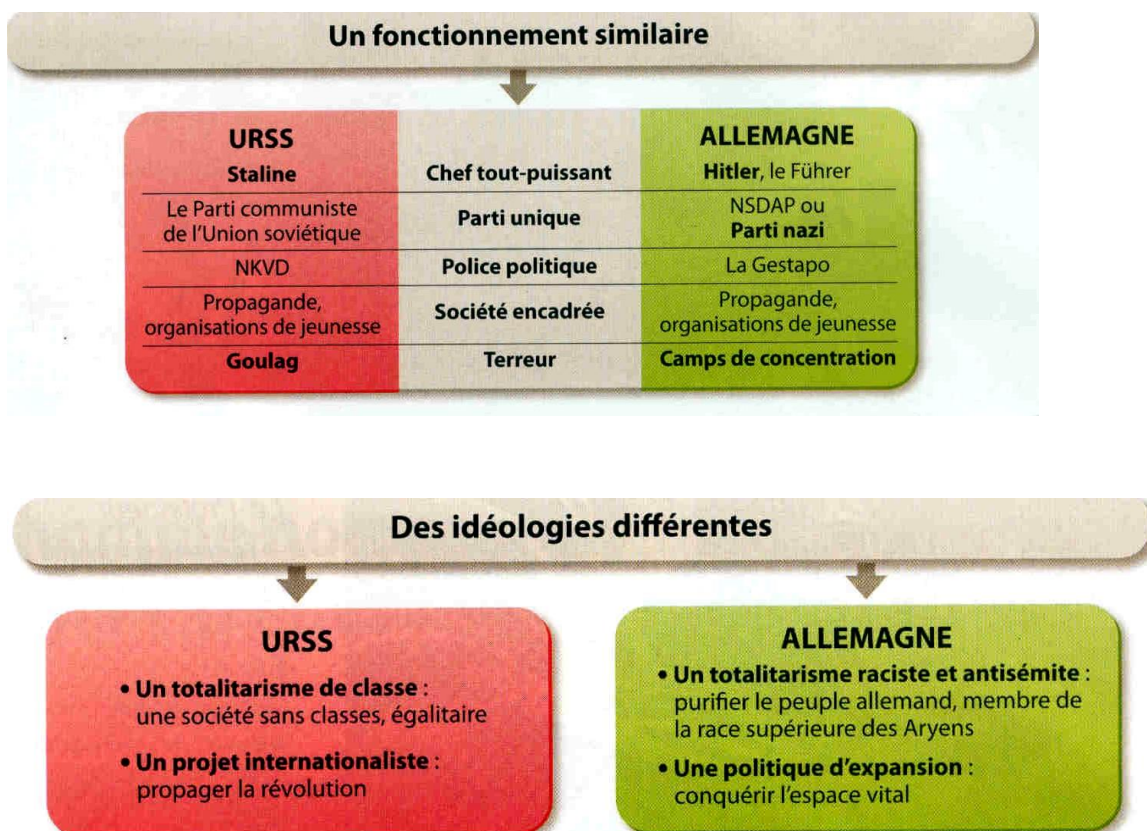 Un fonctionnement similaire
URSS
ALLEMAGNE
Staline
Chef tout-puissant
Hitler, le Führer
Le Parti communiste
de l'Union soviétique
Parti unique
NSDAP ou
Parti nazi
NKVD
Police politique
La Gestapo
Propagande,
organisations de jeunesse
Société encadrée
Propagande,
organisations de jeunesse
Goulag
Terreur
Camps de concentration
Des idéologies différentes
URSS
• Un totalitarisme de classe :
une société sans classes, égalitaire
• Un projet internationaliste :
propager la révolution
ALLEMAGNE
• Un totalitarisme raciste et antisémite :
purifier le peuple allemand, membre de
la race supérieure des Aryens
• Une politique d'expansion :
conquérir l'espace vital